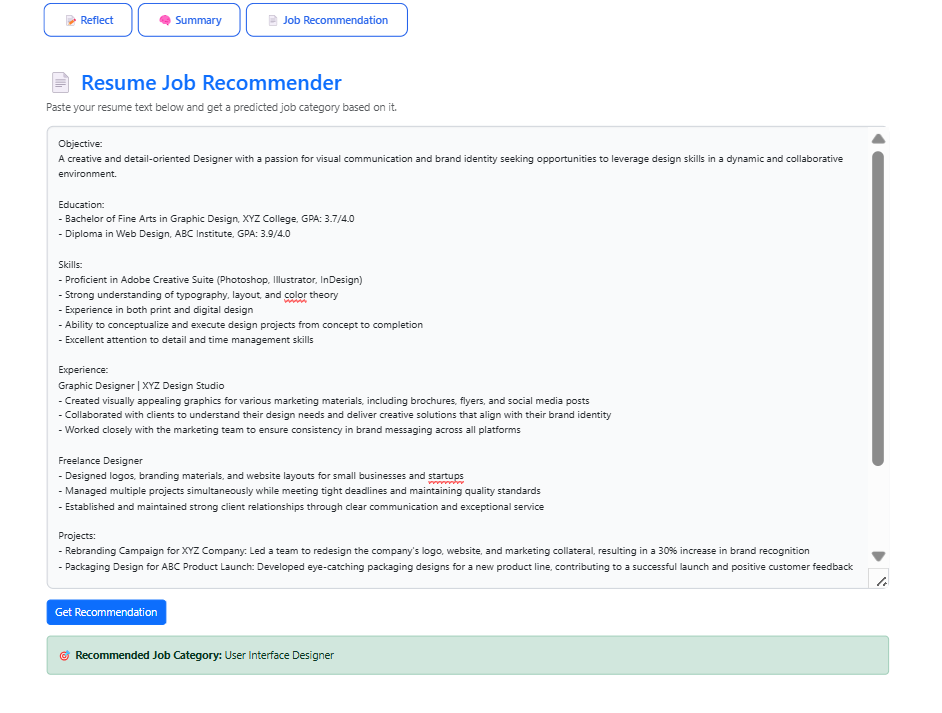 Reflect
Summary
Job Recommendation
Resume Job Recommender
Paste your resume text below and get a predicted job category based on it.
Objective:
A creative and detail-oriented Designer with a passion for visual communication and brand identity seeking opportunities to leverage design skills in a dynamic and collaborative
environment.
Education:
- Bachelor of Fine Arts in Graphic Design, XYZ College, GPA: 3.7/4.0
- Diploma in Web Design, ABC Institute, GPA: 3.9/4.0
Skills:
- Proficient in Adobe Creative Suite (Photoshop, Illustrator, InDesign)
- Strong understanding of typography, layout, and color theory
- Experience in both print and digital design
- Ability to conceptualize and execute design projects from concept to completion
- Excellent attention to detail and time management skills
Experience:
Graphic Designer | XYZ Design Studio
- Created visually appealing graphics for various marketing materials, including brochures, flyers, and social media posts
- Collaborated with clients to understand their design needs and deliver creative solutions that align with their brand identity
- Worked closely with the marketing team to ensure consistency in brand messaging across all platforms
Freelance Designer
- Designed logos, branding materials, and website layouts for small businesses and startups
- Managed multiple projects simultaneously while meeting tight deadlines and maintaining quality standards
- Established and maintained strong client relationships through clear communication and exceptional service
Projects:
- Rebranding Campaign for XYZ Company: Led a team to redesign the company's logo, website, and marketing collateral, resulting in a 30% increase in brand recognition
- Packaging Design for ABC Product Launch: Developed eye-catching packaging designs for a new product line, contributing to a successful launch and positive customer feedback
Get Recommendation
Recommended Job Category: User Interface Designer